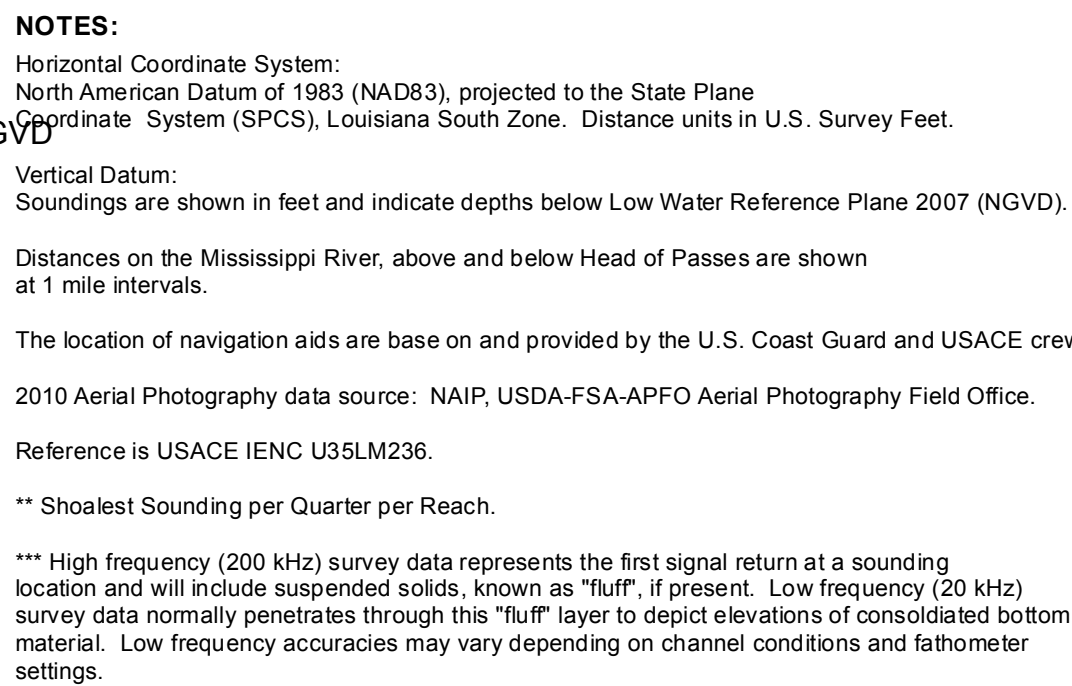 NOTES:
Horizontal Coordinate System:
North American Datum of 1983 (NAD83), projected to the State Plane
Coordinate System (SPCS), Louisiana South Zone. Distance units in U.S. Survey Feet.
GVD
Vertical Datum:
Soundings are shown in feet and indicate depths below Low Water Reference Plane 2007 (NGVD).
Distances on the Mississippi River, above and below Head of Passes are shown
at 1 mile intervals.
The location of navigation aids are base on and provided by the U.S. Coast Guard and USACE crew
2010 Aerial Photography data source: NAIP, USDA-FSA-APFO Aerial Photography Field Office.
Reference is USACE IENC U35LM236.
** Shoalest Sounding per Quarter per Reach.
*** High frequency (200 kHz) survey data represents the first signal return at a sounding
location and will include suspended solids, known as "fluff", if present. Low frequency (20 kHz)
survey data normally penetrates through this "fluff" layer to depict elevations of consoldiated bottom
material. Low frequency accuracies may vary depending on channel conditions and fathometer
settings.